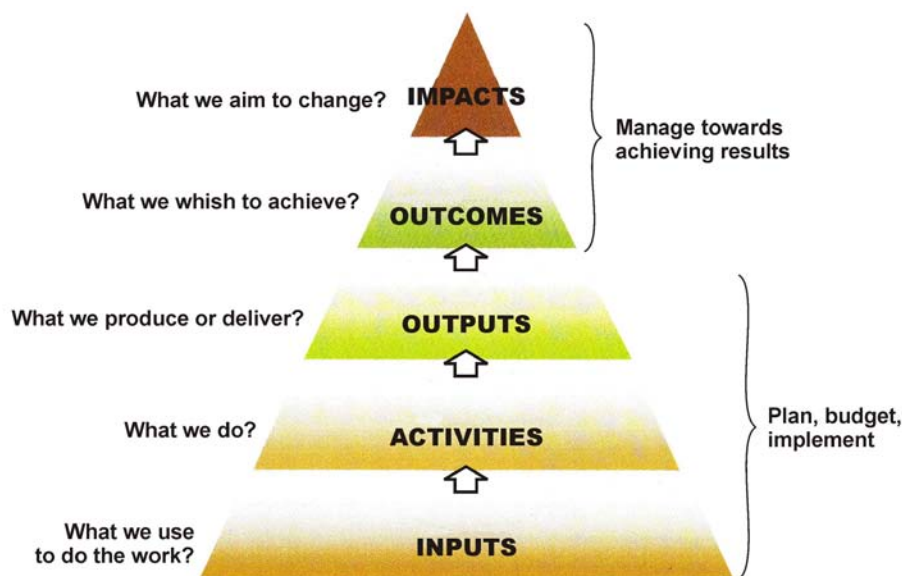 What we aim to change?
IMPACTS
Manage towards
achieving results
What we whish to achieve?
OUTCOMES
What we produce or deliver?
OUTPUTS
What we do?
ACTIVITIES
Plan, budget,
implement
What we use
to do the work?
INPUTS